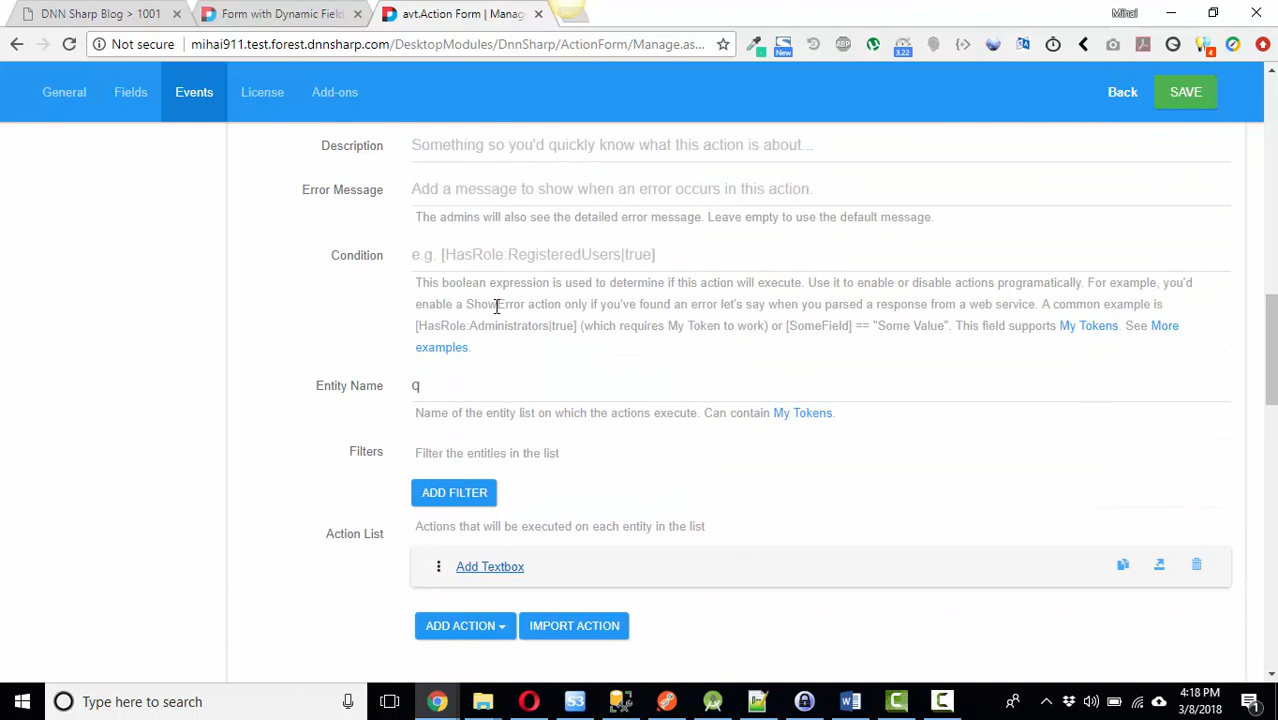 DNN Sharp Blog > 1001
Form with Dynamic Field
avt.Action Form | Manag
Mihai
Not secure
mihai911.test.forest.dnnsharp.com/DesktopModules/DnnSharp/ActionForm/Manage.as...
New
ABP
3.22
4
General
Fields
Events
License
Add-ons
Back
SAVE
Description
Something so you'd quickly know what this action is about...
Error Message
Add a message to show when an error occurs in this action.
The admins will also see the detailed error message. Leave empty to use the default message.
Condition
e.g. [HasRole:RegisteredUsers|true]
This boolean expression is used to determine if this action will execute. Use it to enable or disable actions programatically. For example, you'd
enable a ShowError action only if you've found an error let's say when you parsed a response from a web service. A common example is
[HasRole:Administrators|true] (which requires My Token to work) or [SomeField] == "Some Value". This field supports My Tokens. See More
examples.
Entity Name
q
Name of the entity list on which the actions execute. Can contain My Tokens.
Filters
Filter the entities in the list
ADD FILTER
Action List
Actions that will be executed on each entity in the list
Add Textbox
ADD ACTION
IMPORT ACTION
Type here to search
S3
4:18 PM
3/8/2018
1